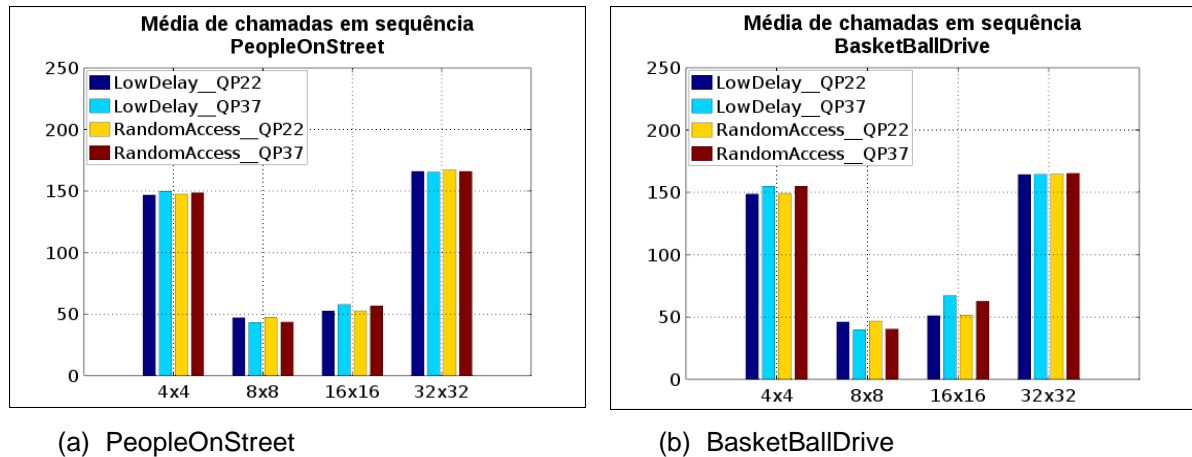 Média de chamadas em sequência
PeopleOnStreet
250
200
150
100
50
0
LowDelay__QP22
LowDelay__QP37
RandomAccess__QP22
RandomAccess__QP37
4x4 8x8 16x16 32x32
(a) PeopleOnStreet
Média de chamadas em sequência
BasketBallDrive
250
200
150
100
50
0
LowDelay__QP22
LowDelay__QP37
RandomAccess__QP22
RandomAccess__QP37
4x4 8x8 16x16 32x32
(b) BasketBallDrive